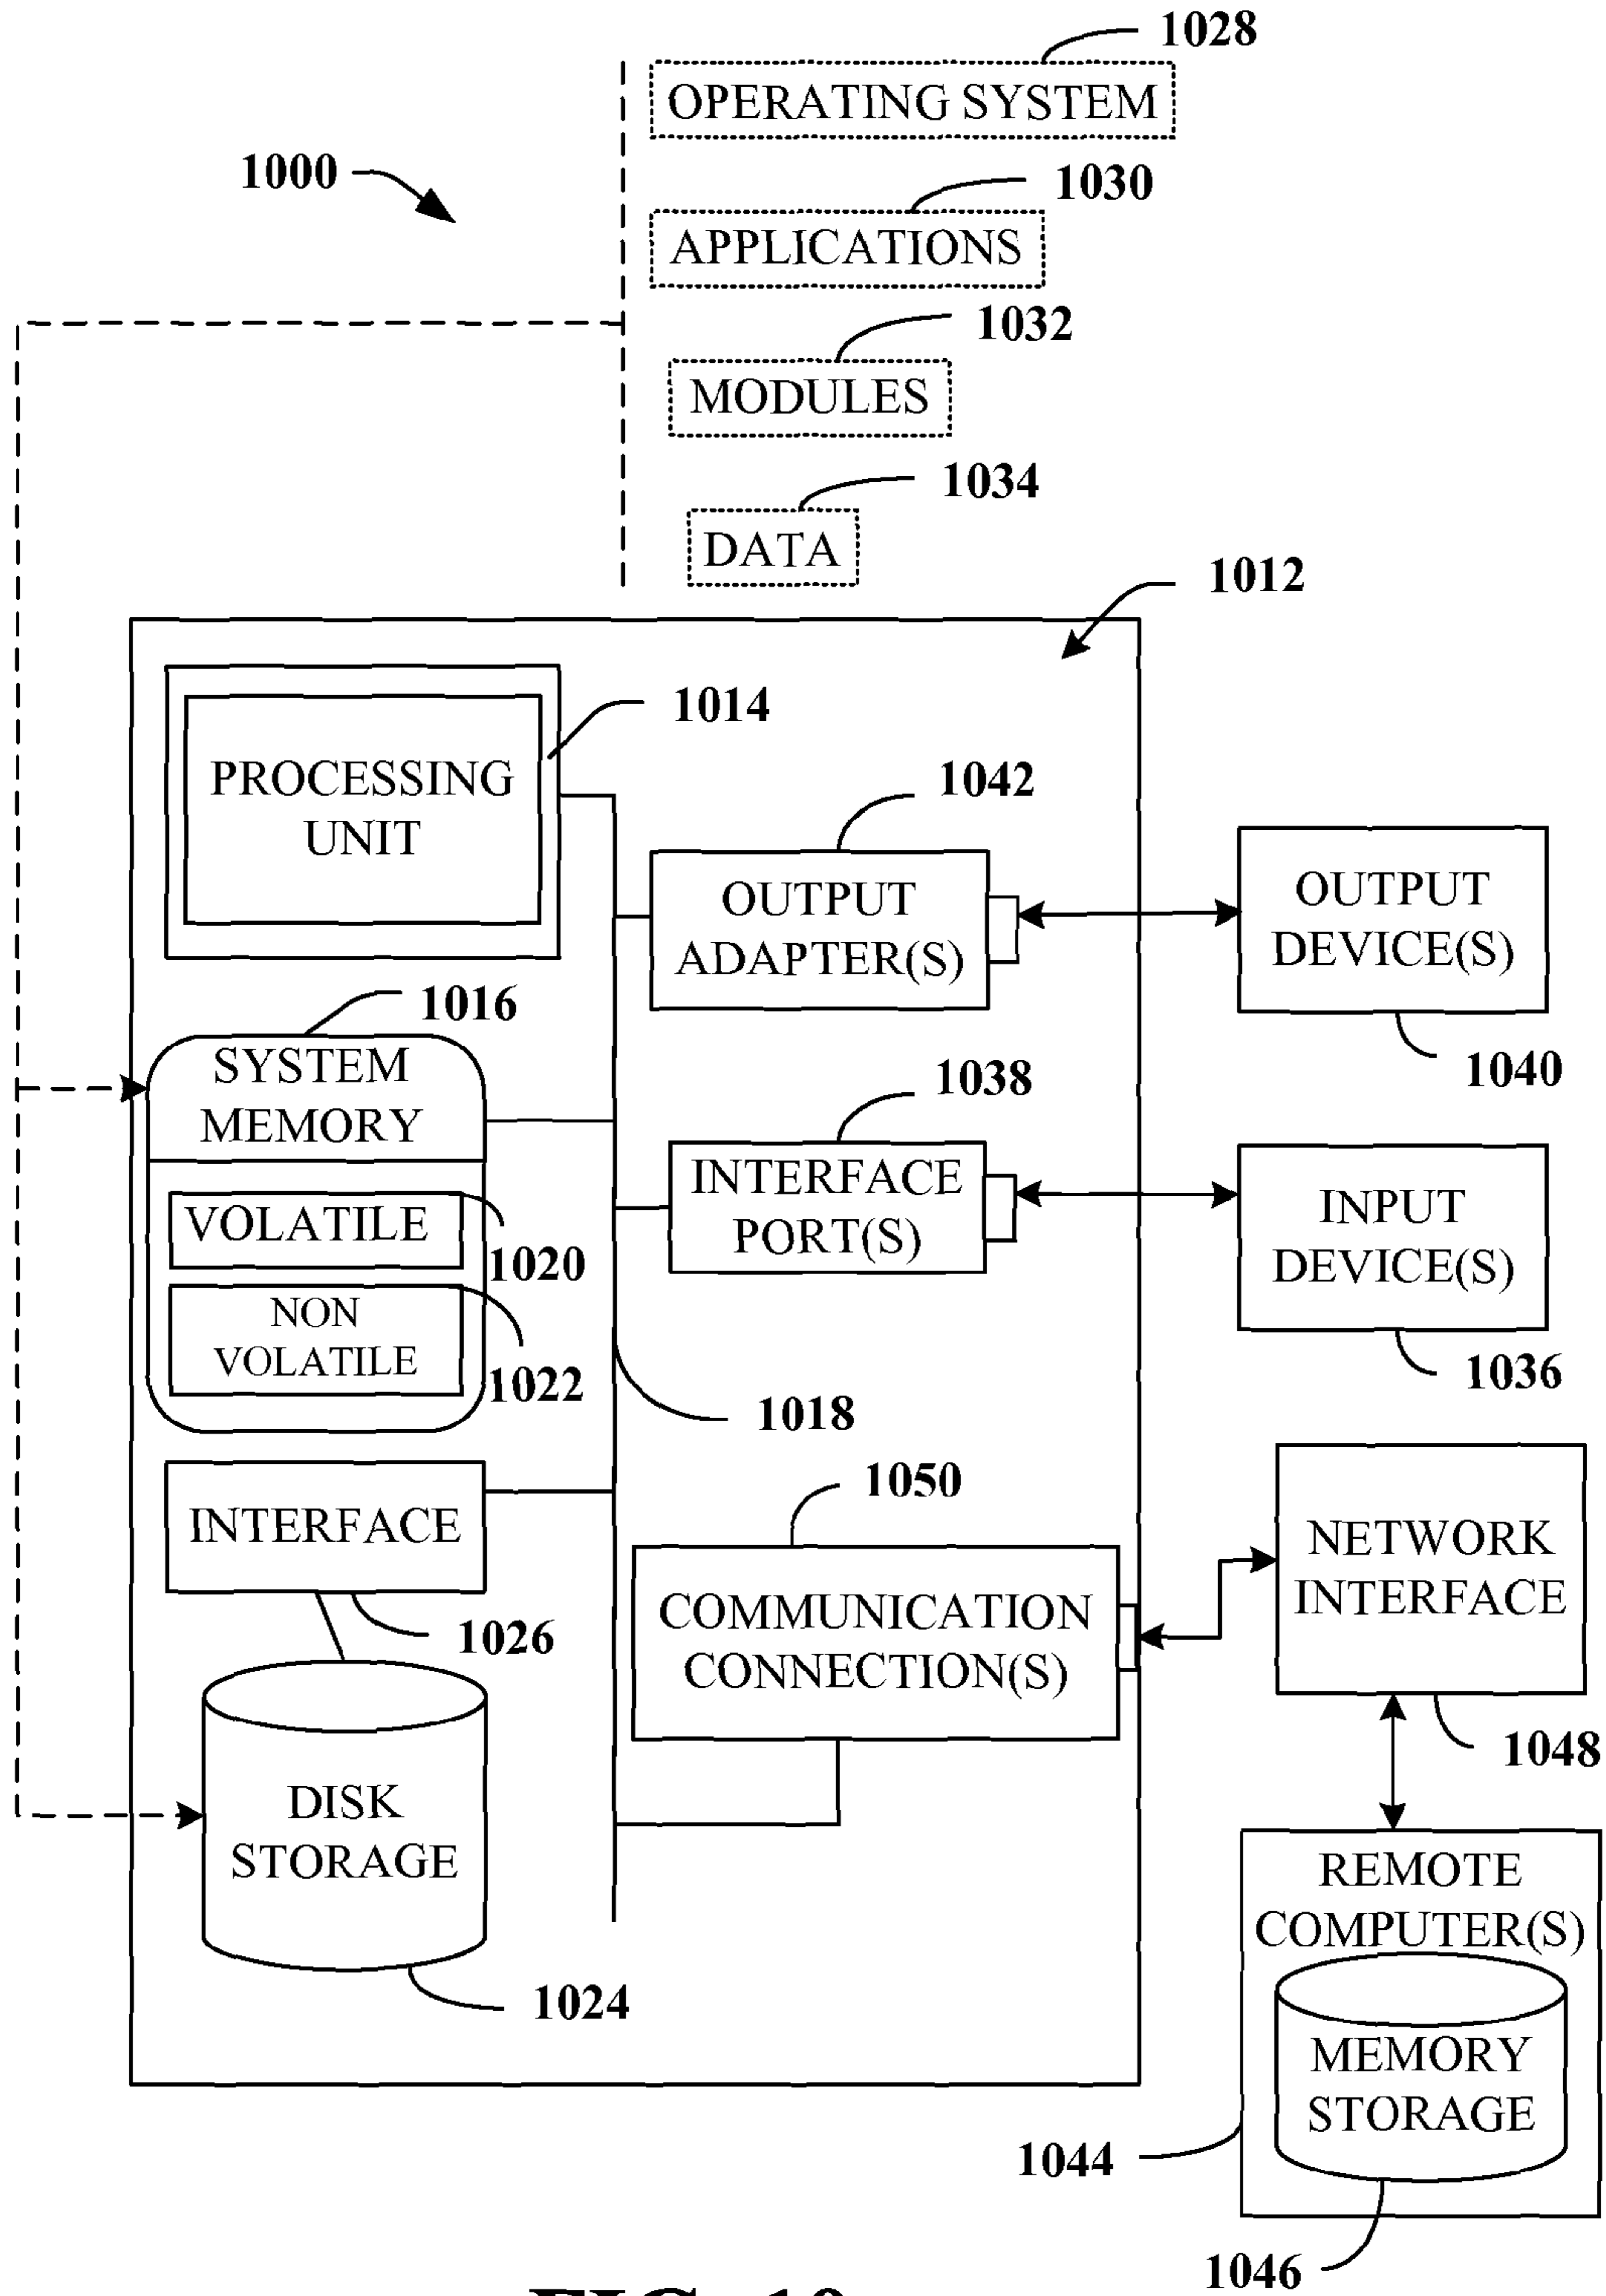 1028
OPERATING SYSTEM
1000
1030
APPLICATIONS
1032
MODULES
1034
DATA
1012
1014
PROCESSING
UNIT
1042
OUTPUT
ADAPTER(S)
OUTPUT
DEVICE(S)
1040
1016
SYSTEM
MEMORY
1038
INTERFACE
PORT(S)
INPUT
DEVICE(S)
1036
VOLATILE
1020
NON
VOLATILE
1022
1018
INTERFACE
1026
1050
COMMUNICATION
CONNECTION(S)
NETWORK
INTERFACE
1048
DISK
STORAGE
1024
REMOTE
COMPUTER(S)
MEMORY
STORAGE
1044
1046